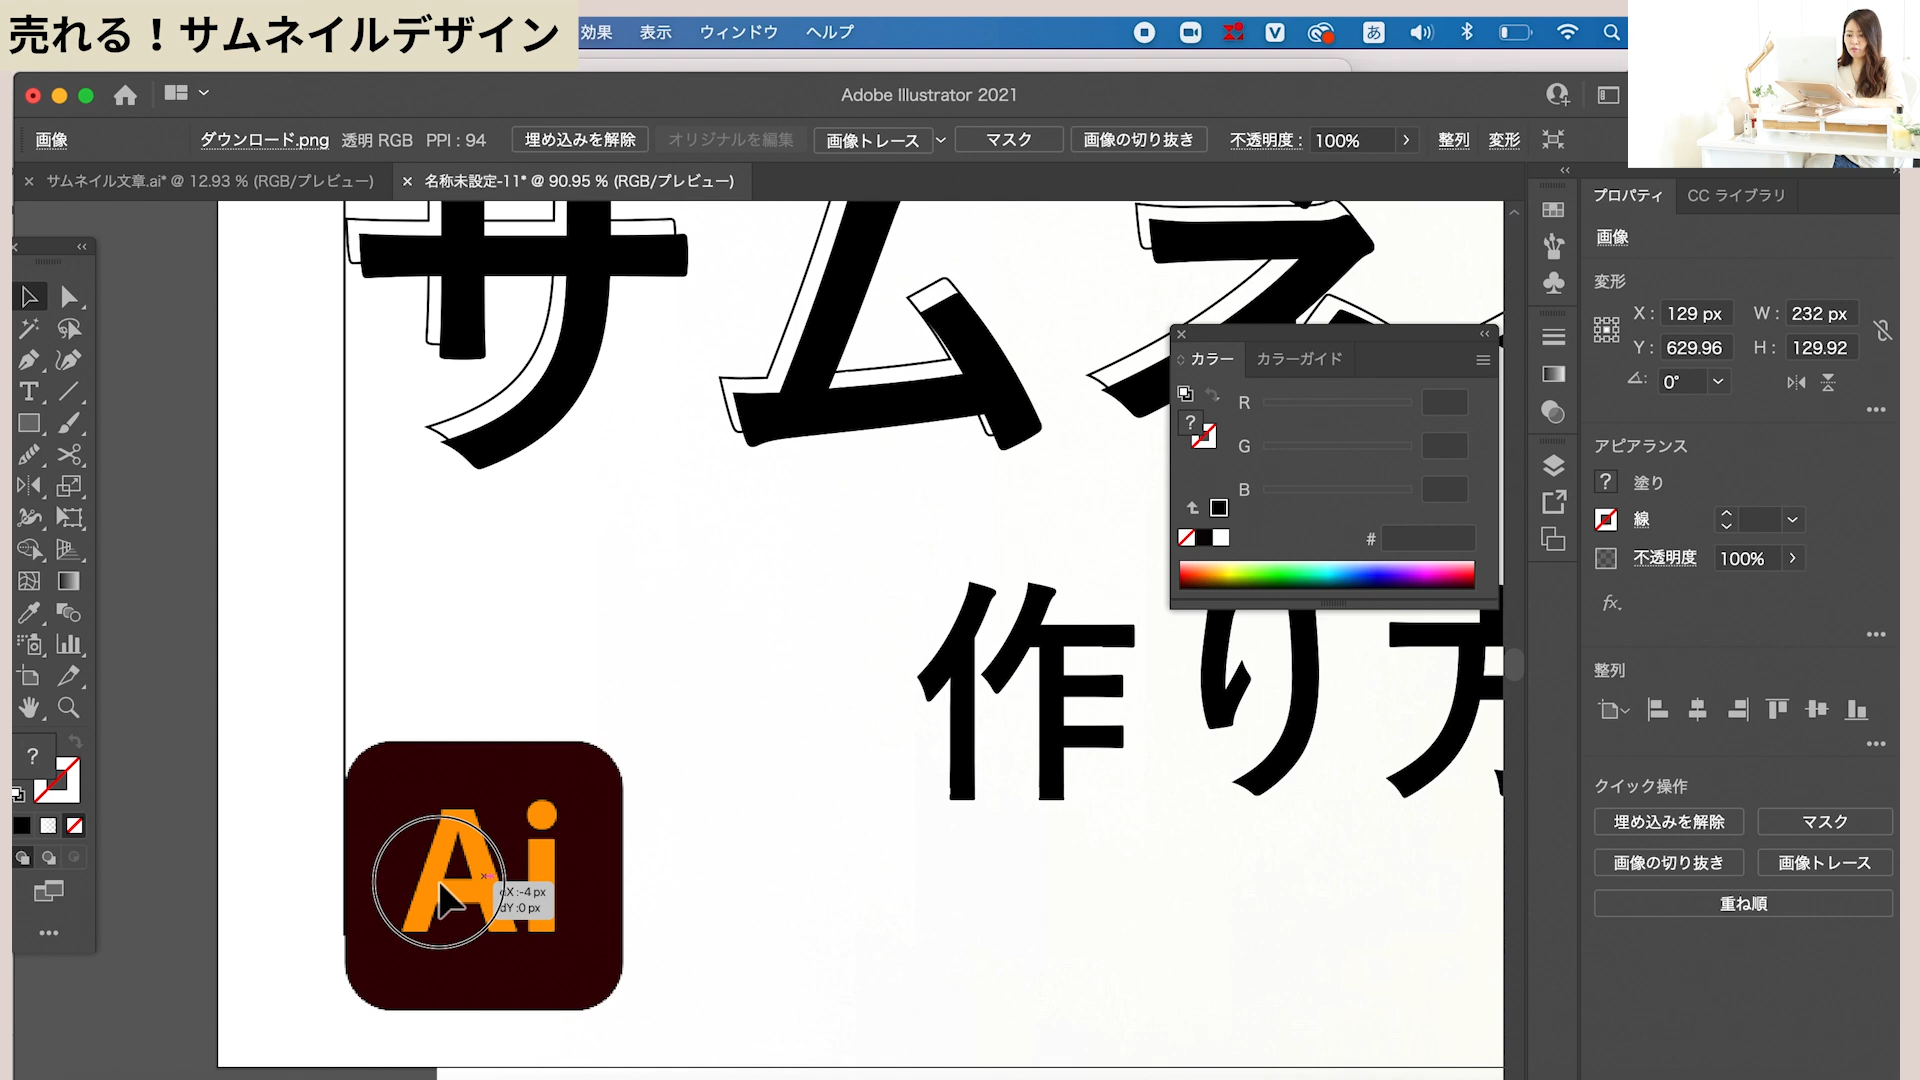 売れる！サムネイルデザイン
効果 表示 ウィンドウ ヘルプ
あ
Adobe Illustrator 2021
画像 ダウンロード.png 透明 RGB PPI : 94 埋め込みを解除 オリジナルを編集 画像トレース マスク 画像の切り抜き 不透明度 : 100% 整列 変形
× サムネイル文章.ai* @ 12.93 % (RGB/プレビュー) × 名称未設定-11* @ 90.95 % (RGB/プレビュー)
サムネ
作り方
Ai
dX :-4 px
dY :0 px
カラー カラーガイド
?
R
G
B
#
プロパティ CC ライブラリ
画像
変形
X : 129 px W : 232 px
Y : 629.96 H : 129.92
0°
アピアランス
? 塗り
線
不透明度 100%
fx.
整列
クイック操作
埋め込みを解除 マスク
画像の切り抜き 画像トレース
重ね順
?